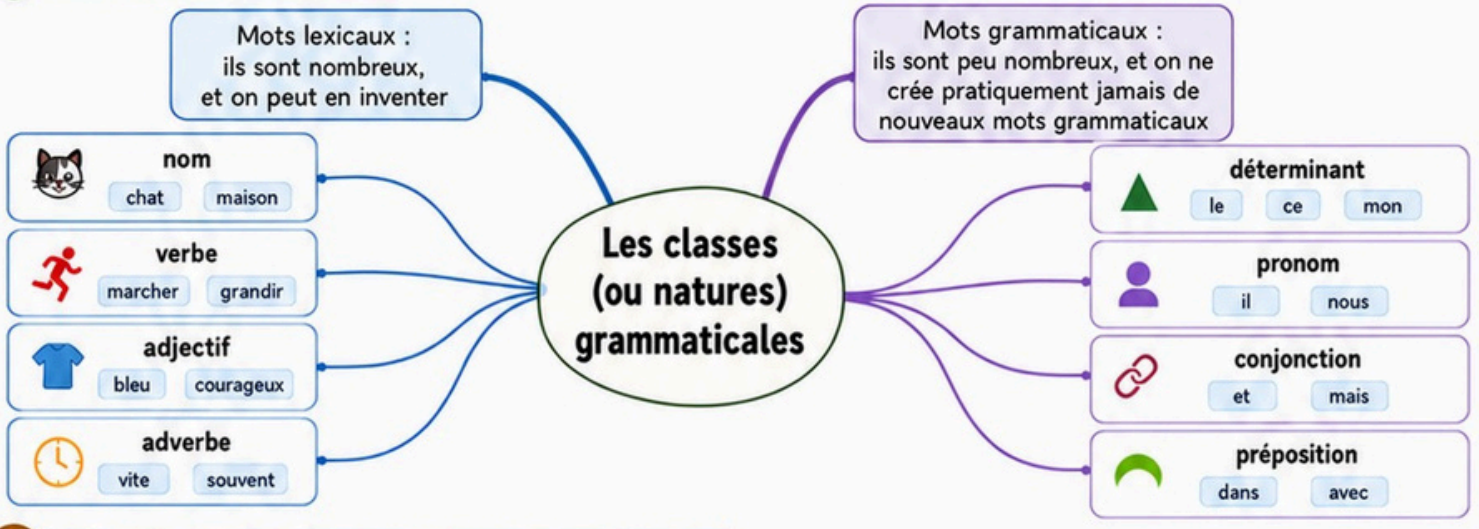 Mots lexicaux :
ils sont nombreux,
et on peut en inventer
Mots grammaticaux :
ils sont peu nombreux, et on ne
crée pratiquement jamais de
nouveaux mots grammaticaux
Les classes
(ou natures)
grammaticales
nom
chat maison
verbe
marcher grandir
adjectif
bleu courageux
adverbe
vite souvent
déterminant
le ce mon
pronom
il nous
conjonction
et mais
préposition
dans avec